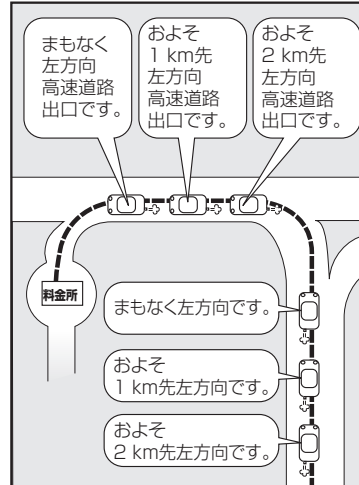 まもなく
左方向
高速道路
出口です。
およそ
1 km先
左方向
高速道路
出口です。
およそ
2 km先
左方向
高速道路
出口です。
料金所
まもなく左方向です。
およそ
1 km先左方向です。
およそ
2 km先左方向です。